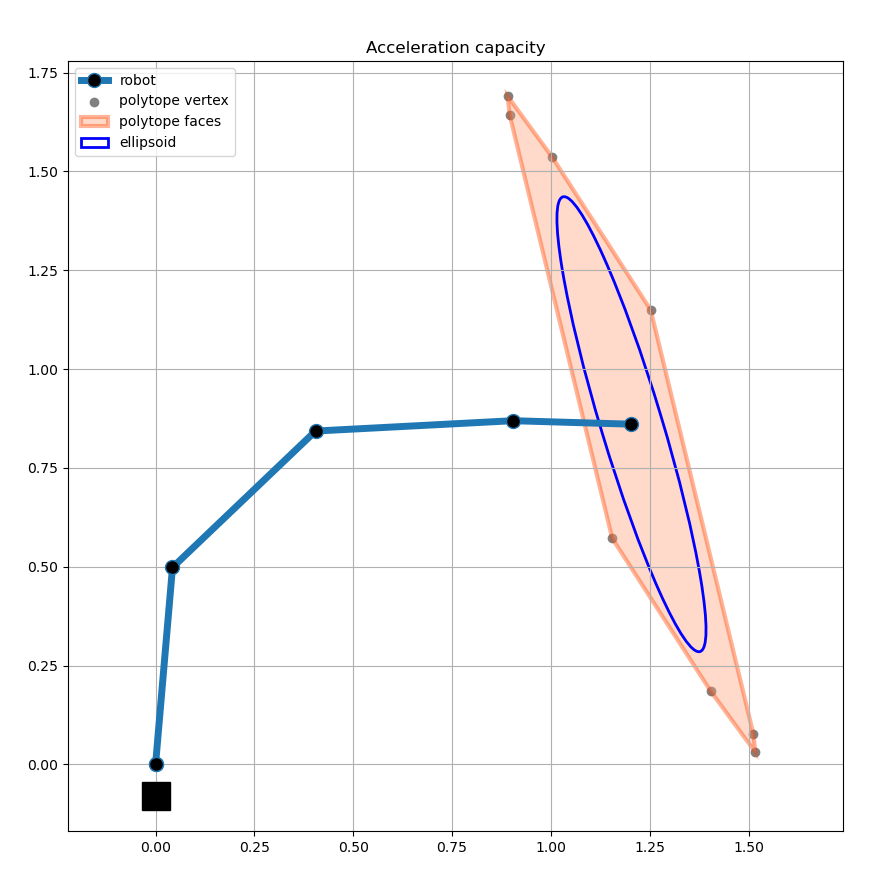 Acceleration capacity
robot
polytope vertex
polytope faces
ellipsoid
1.75
1.50
1.25
1.00
0.75
0.50
0.25
0.00
0.00 0.25 0.50 0.75 1.00 1.25 1.50